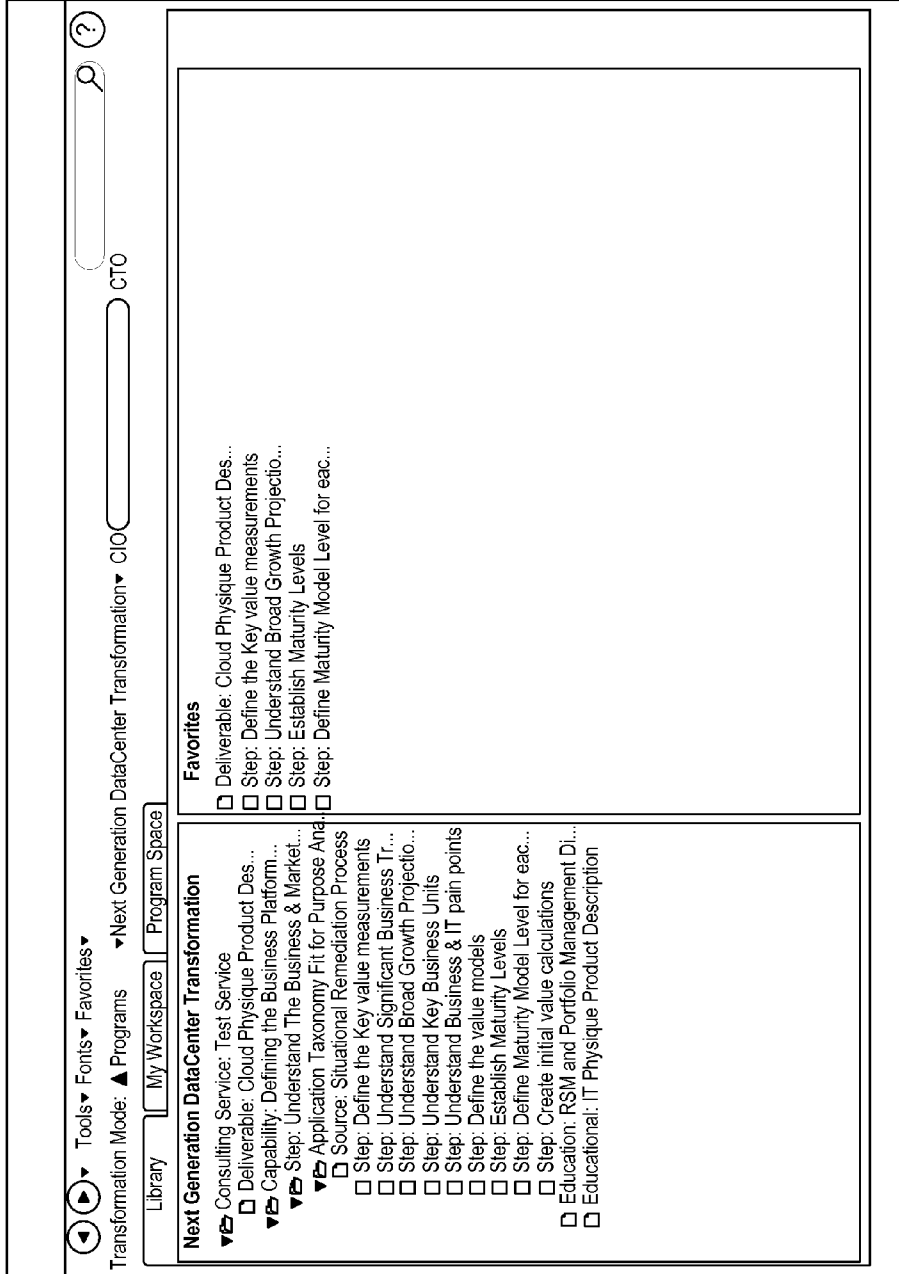 Tools▾ Fonts▾ Favorites▾
?
Transformation Mode: ▲ Programs ▾Next Generation DataCenter Transformation▾ CIO CTO
Library My Workspace Program Space
Next Generation DataCenter Transformation
Consulting Service: Test Service
Deliverable: Cloud Physique Product Des...
Capability: Defining the Business Platform...
Step: Understand The Business & Market...
Application Taxonomy Fit for Purpose Ana...
Source: Situational Remediation Process
Step: Define the Key value measurements
Step: Understand Significant Business Tr...
Step: Understand Broad Growth Projectio...
Step: Understand Key Business Units
Step: Understand Business & IT pain points
Step: Define the value models
Step: Establish Maturity Levels
Step: Define Maturity Model Level for eac...
Step: Create initial value calculations
Education: RSM and Portfolio Management Di...
Educational: IT Physique Product Description
Favorites
Deliverable: Cloud Physique Product Des...
Step: Define the Key value measurements
Step: Understand Broad Growth Projectio...
Step: Establish Maturity Levels
Step: Define Maturity Model Level for eac...